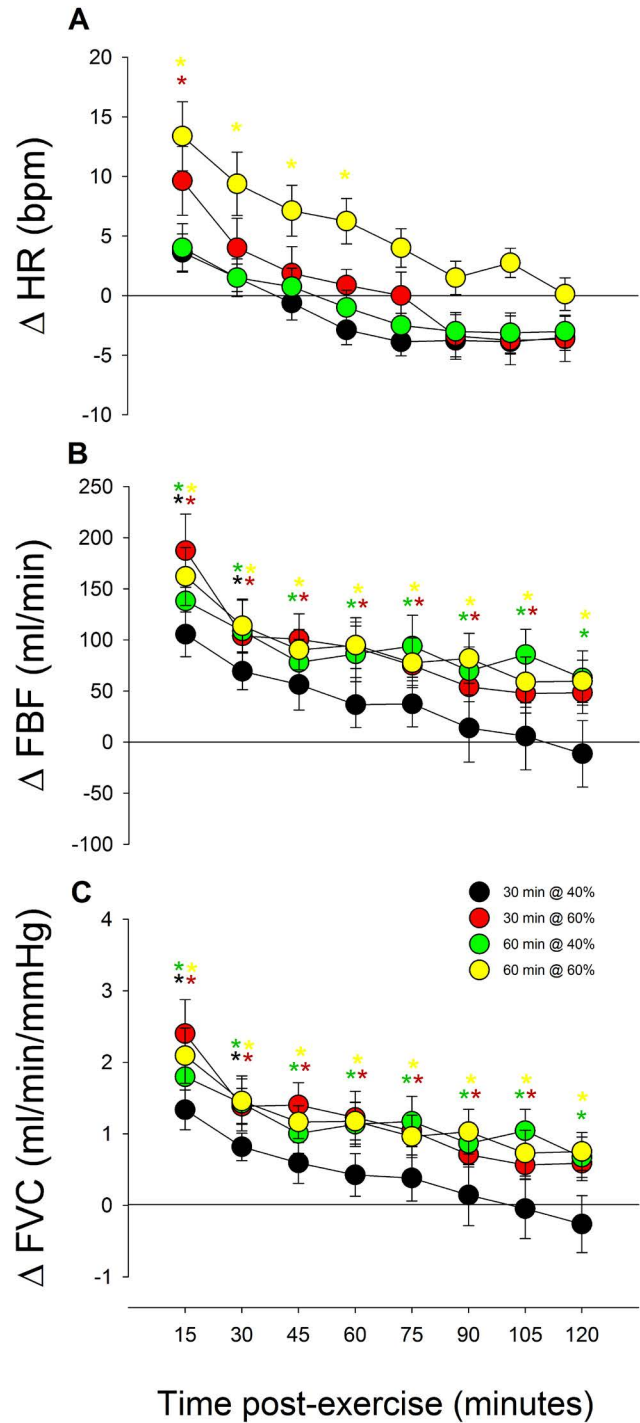 A
20
15
10
5
0
-5
-10
Δ HR (bpm)
* 
*
*
*
*
B
250
200
150
100
50
0
-50
-100
Δ FBF (ml/min)
* * * * * * * *
* * * * * * * * * * * * * * *
C
30 min @ 40%
30 min @ 60%
60 min @ 40%
60 min @ 60%
4
3
2
1
0
-1
Δ FVC (ml/min/mmHg)
* * * * * * * *
* * * * * * * * * * * * * * *
15 30 45 60 75 90 105 120
Time post-exercise (minutes)